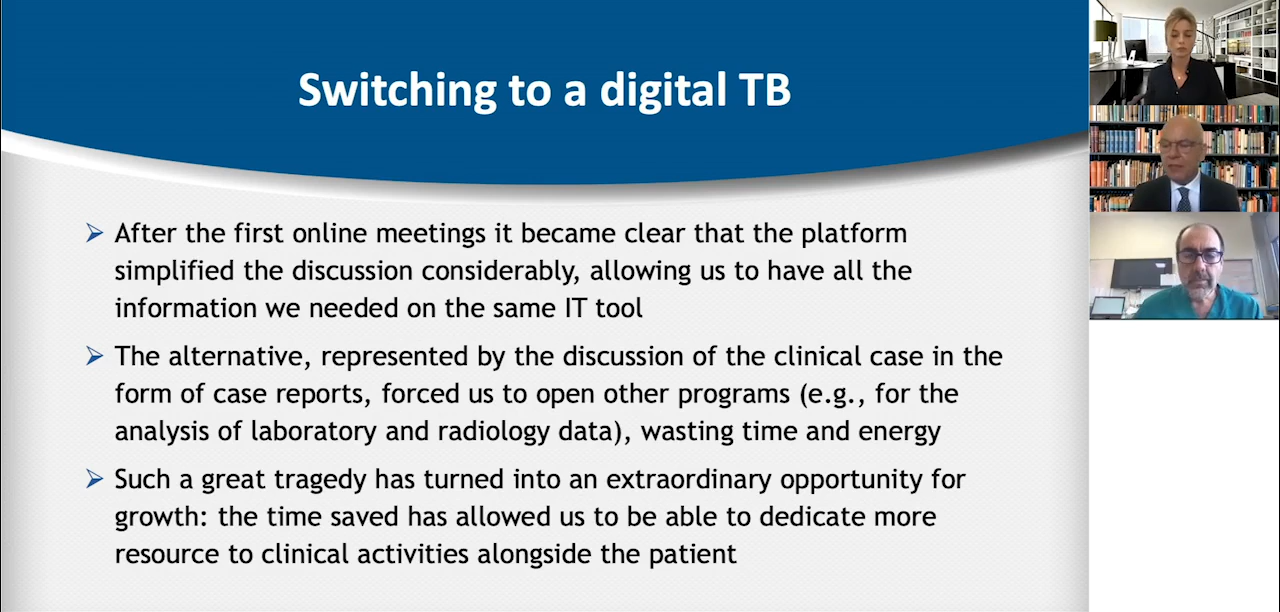 Switching to a digital TB
After the first online meetings it became clear that the platform
simplified the discussion considerably, allowing us to have all the
information we needed on the same IT tool
The alternative, represented by the discussion of the clinical case in the
form of case reports, forced us to open other programs (e.g., for the
analysis of laboratory and radiology data), wasting time and energy
Such a great tragedy has turned into an extraordinary opportunity for
growth: the time saved has allowed us to be able to dedicate more
resource to clinical activities alongside the patient